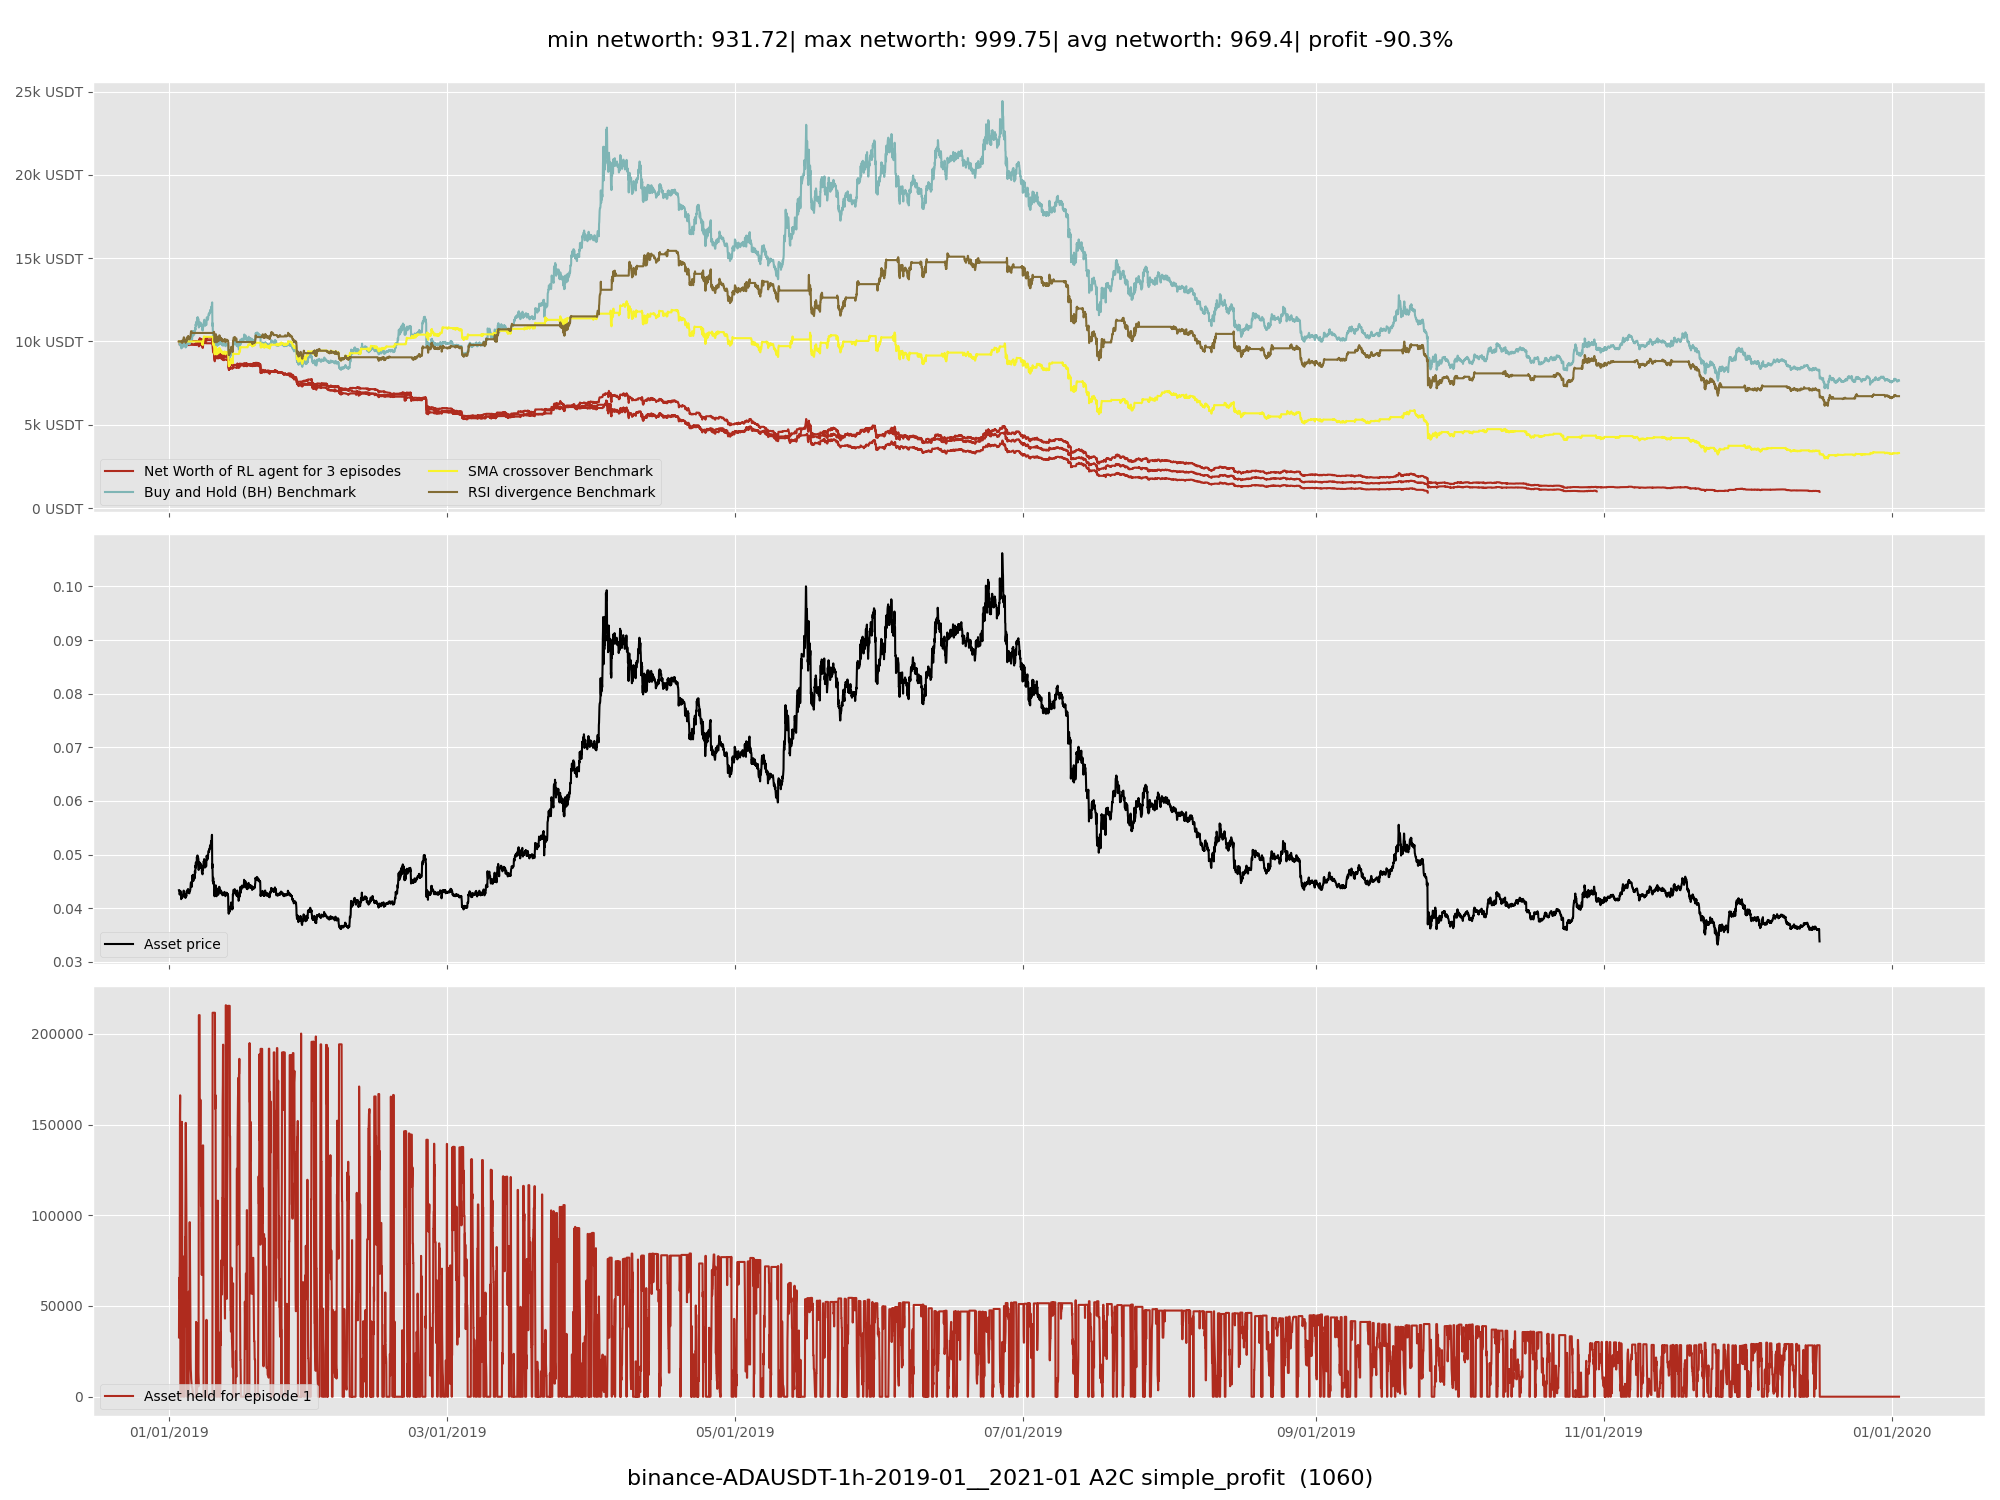 min networth: 931.72| max networth: 999.75| avg networth: 969.4| profit -90.3%
25k USDT
20k USDT
15k USDT
10k USDT
5k USDT
0 USDT
Net Worth of RL agent for 3 episodes
Buy and Hold (BH) Benchmark
SMA crossover Benchmark
RSI divergence Benchmark
0.10
0.09
0.08
0.07
0.06
0.05
0.04
0.03
Asset price
200000
150000
100000
50000
0
Asset held for episode 1
01/01/2019 03/01/2019 05/01/2019 07/01/2019 09/01/2019 11/01/2019 01/01/2020
binance-ADAUSDT-1h-2019-01__2021-01 A2C simple_profit (1060)